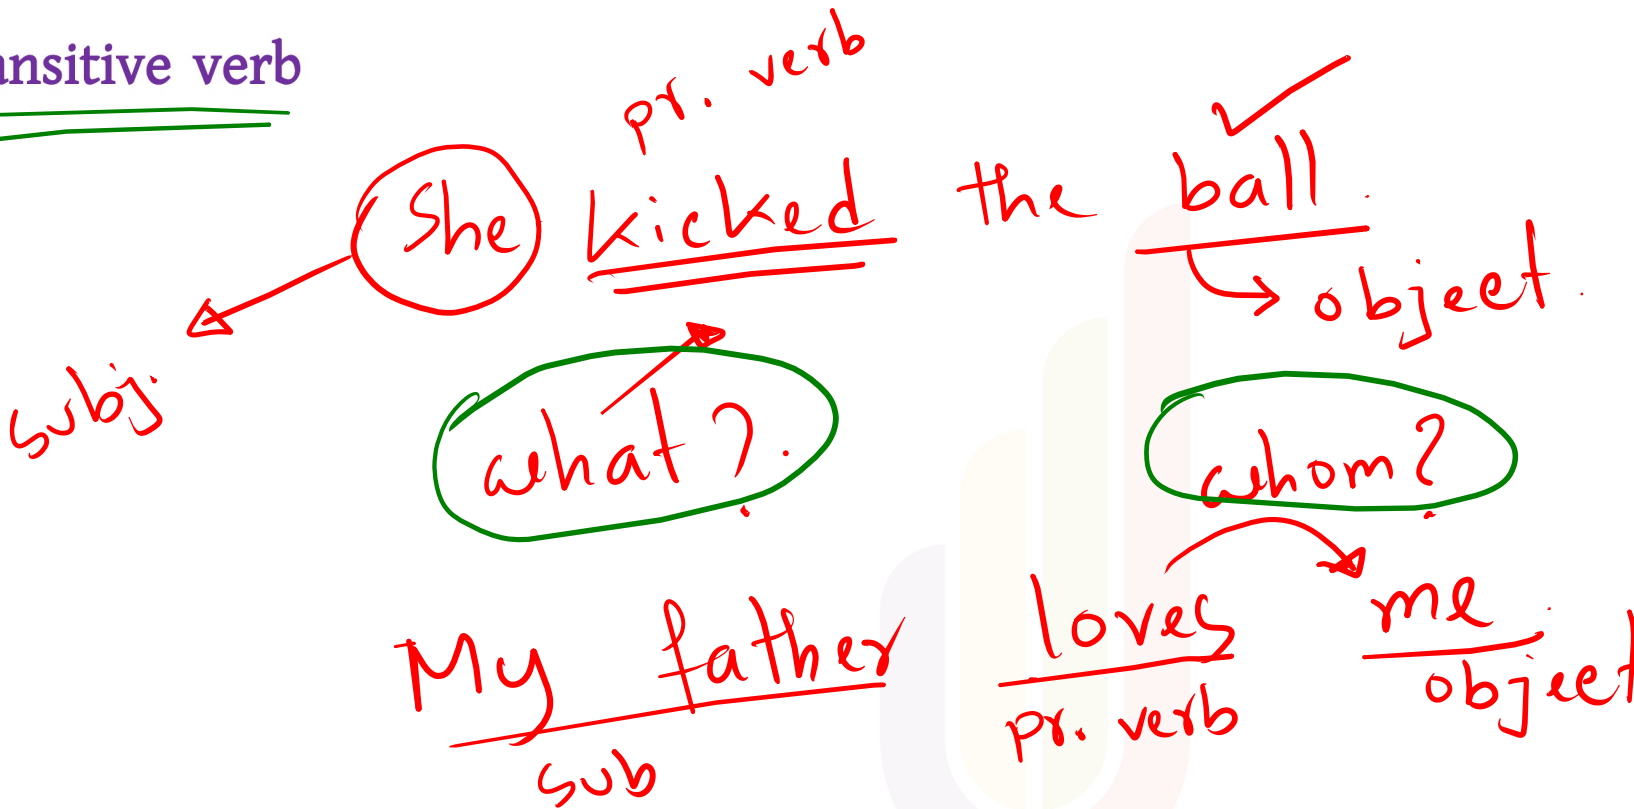 ansitive verb
pr. verb
She kicked the ball.
object.
subj.
what?
whom?
My father loves me
sub pr. verb object